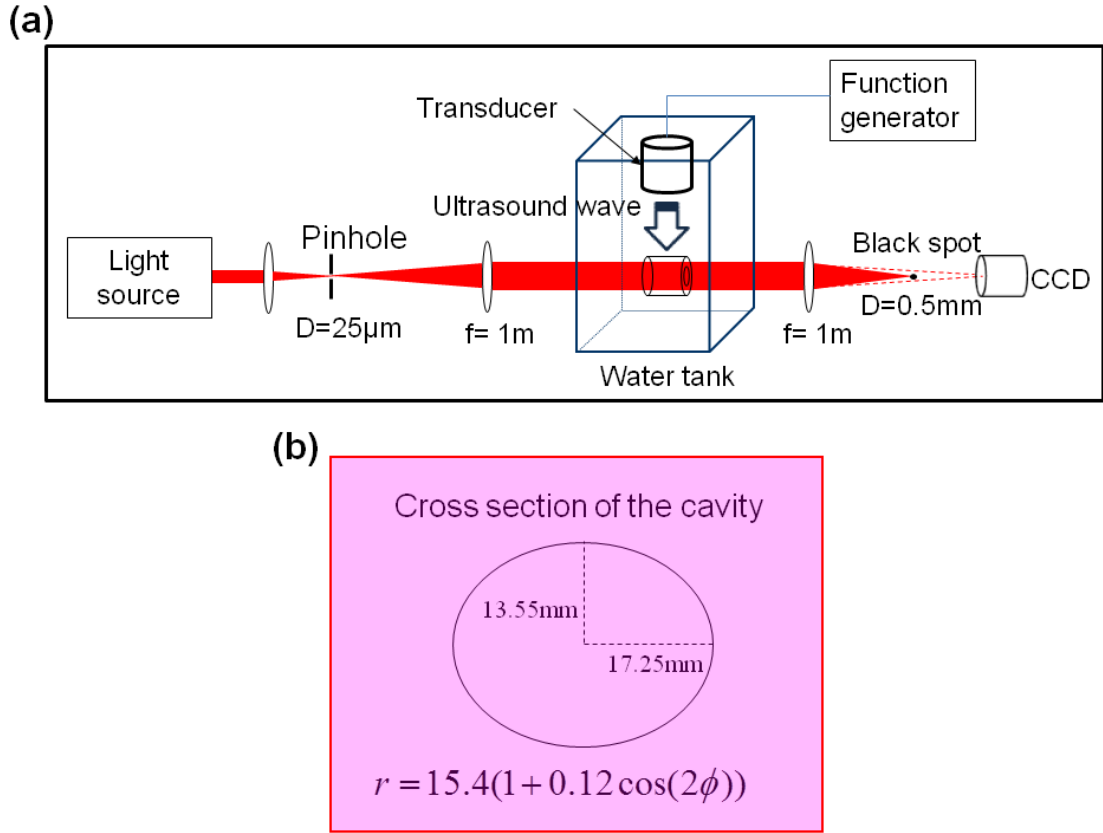 (a)
Function
generator
Transducer
Ultrasound wave
Pinhole
Black spot
Light
source
CCD
D=25μm
f= 1m
f= 1m
D=0.5mm
Water tank
(b)
Cross section of the cavity
13.55mm
17.25mm
r = 15.4(1+0.12cos(2ϕ))